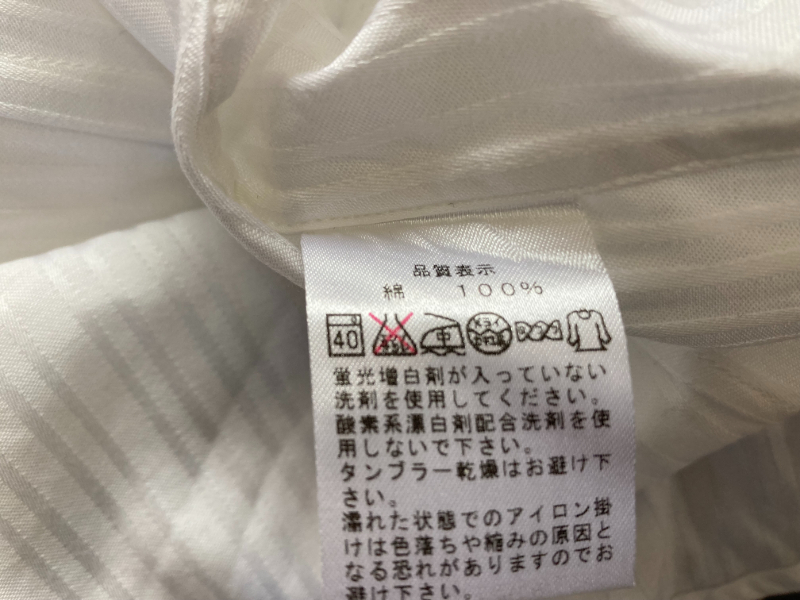 品質表示
綿 100%
40 中 ドライ
蛍光増白剤が入っていない
洗剤を使用してください。
酸素系漂白剤配合洗剤を使
用しないで下さい。
タンブラー乾燥はお避け下
さい。
濡れた状態でのアイロン掛
けは色落ちや縮みの原因と
なる恐れがありますのでお
避け下さい。